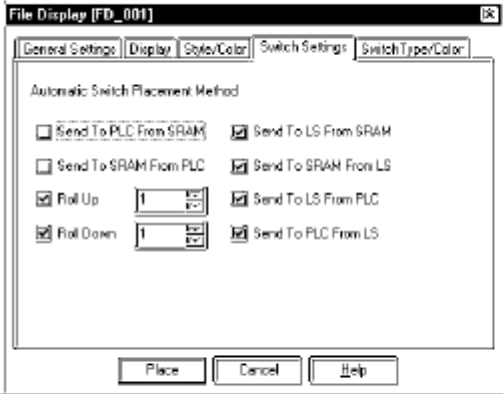 File Display [FD_001]
General Settings Display Style/Color Switch Settings SwitchType/Color
Automatic Switch Placement Method
Send To PLC From SRAM Send To LS From SRAM
Send To SRAM From PLC Send To SRAM From LS
Roll Up 1 Send To LS From PLC
Roll Down 1 Send To PLC From LS
Place Cancel Help